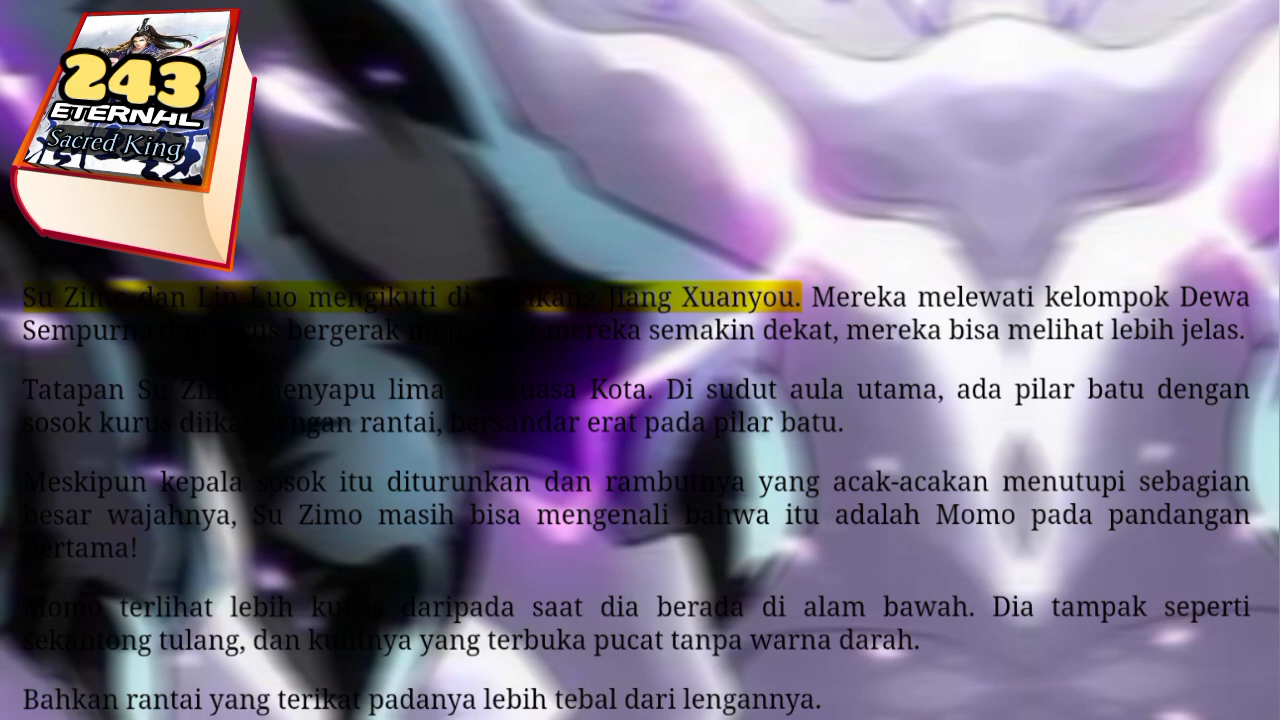 243
ETERNAL
Sacred King
Su Zimo dan Lin Luo mengikuti di belakang Jiang Xuanyou. Mereka melewati kelompok Dewa
Sempurna dan terus bergerak maju. Saat mereka semakin dekat, mereka bisa melihat lebih jelas.
Tatapan Su Zimo menyapu lima Penguasa Kota. Di sudut aula utama, ada pilar batu dengan
sosok kurus diikat dengan rantai, bersandar erat pada pilar batu.
Meskipun kepala sosok itu diturunkan dan rambutnya yang acak-acakan menutupi sebagian
besar wajahnya, Su Zimo masih bisa mengenali bahwa itu adalah Momo pada pandangan
pertama!
Momo terlihat lebih kurus daripada saat dia berada di alam bawah. Dia tampak seperti
sekantong tulang, dan kulitnya yang terbuka pucat tanpa warna darah.
Bahkan rantai yang terikat padanya lebih tebal dari lengannya.